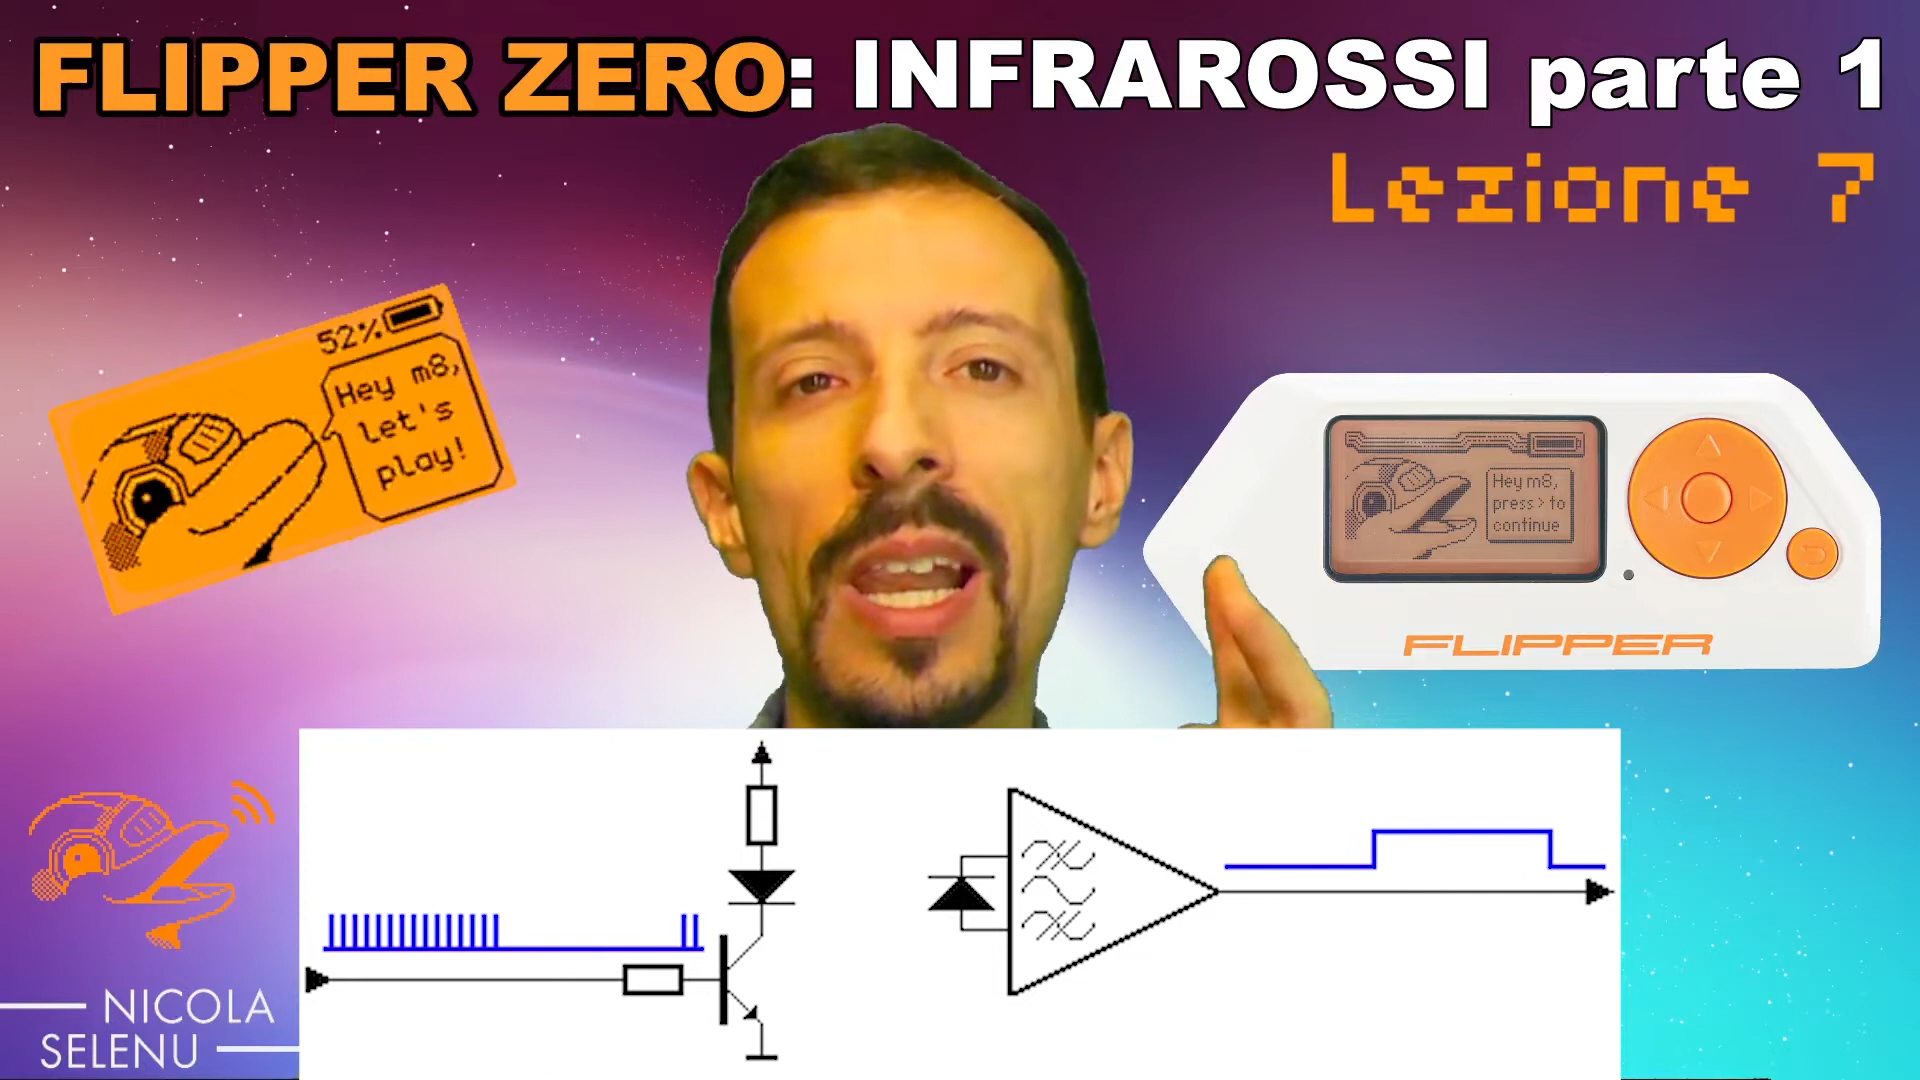 FLIPPER ZERO: INFRAROSSI parte 1
Lezione 7
52%
Hey m8,
let's
play!
Hey m8,
press > to
continue
FLIPPER
NICOLA
SELENU